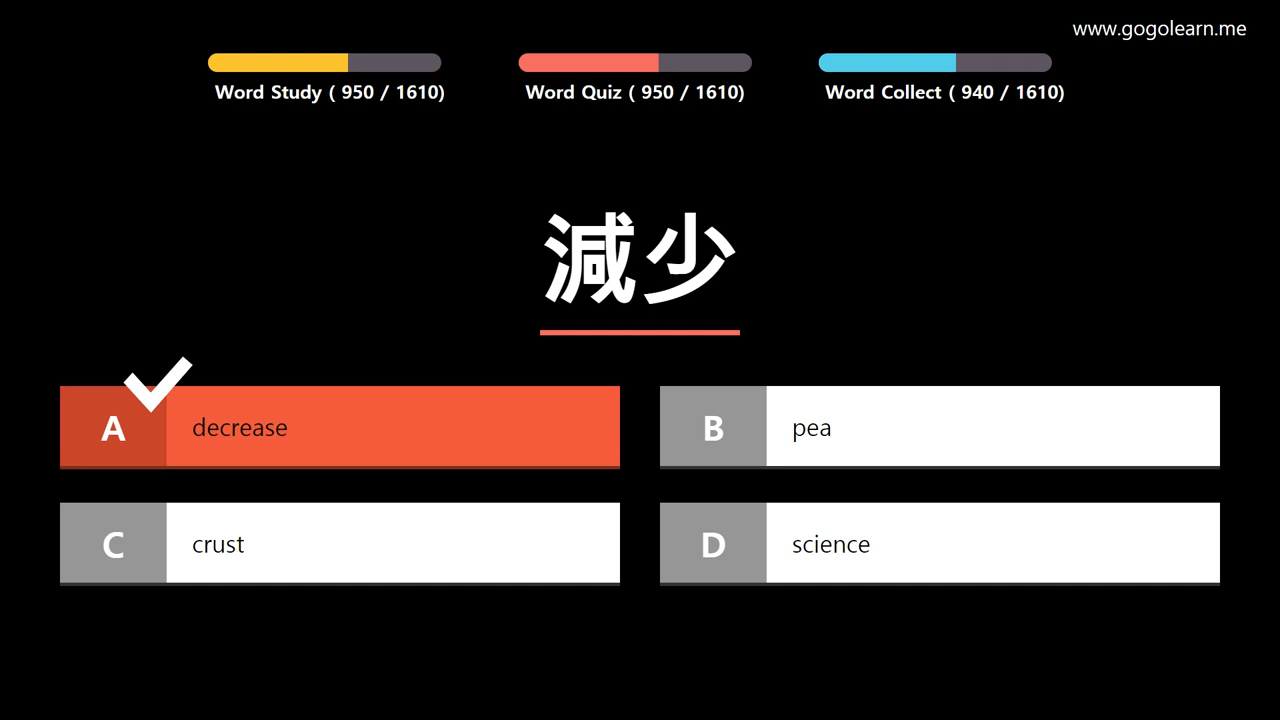 www.gogolearn.me
Word Study ( 950 / 1610)
Word Quiz ( 950 / 1610)
Word Collect ( 940 / 1610)
減少
A
decrease
B
pea
C
crust
D
science